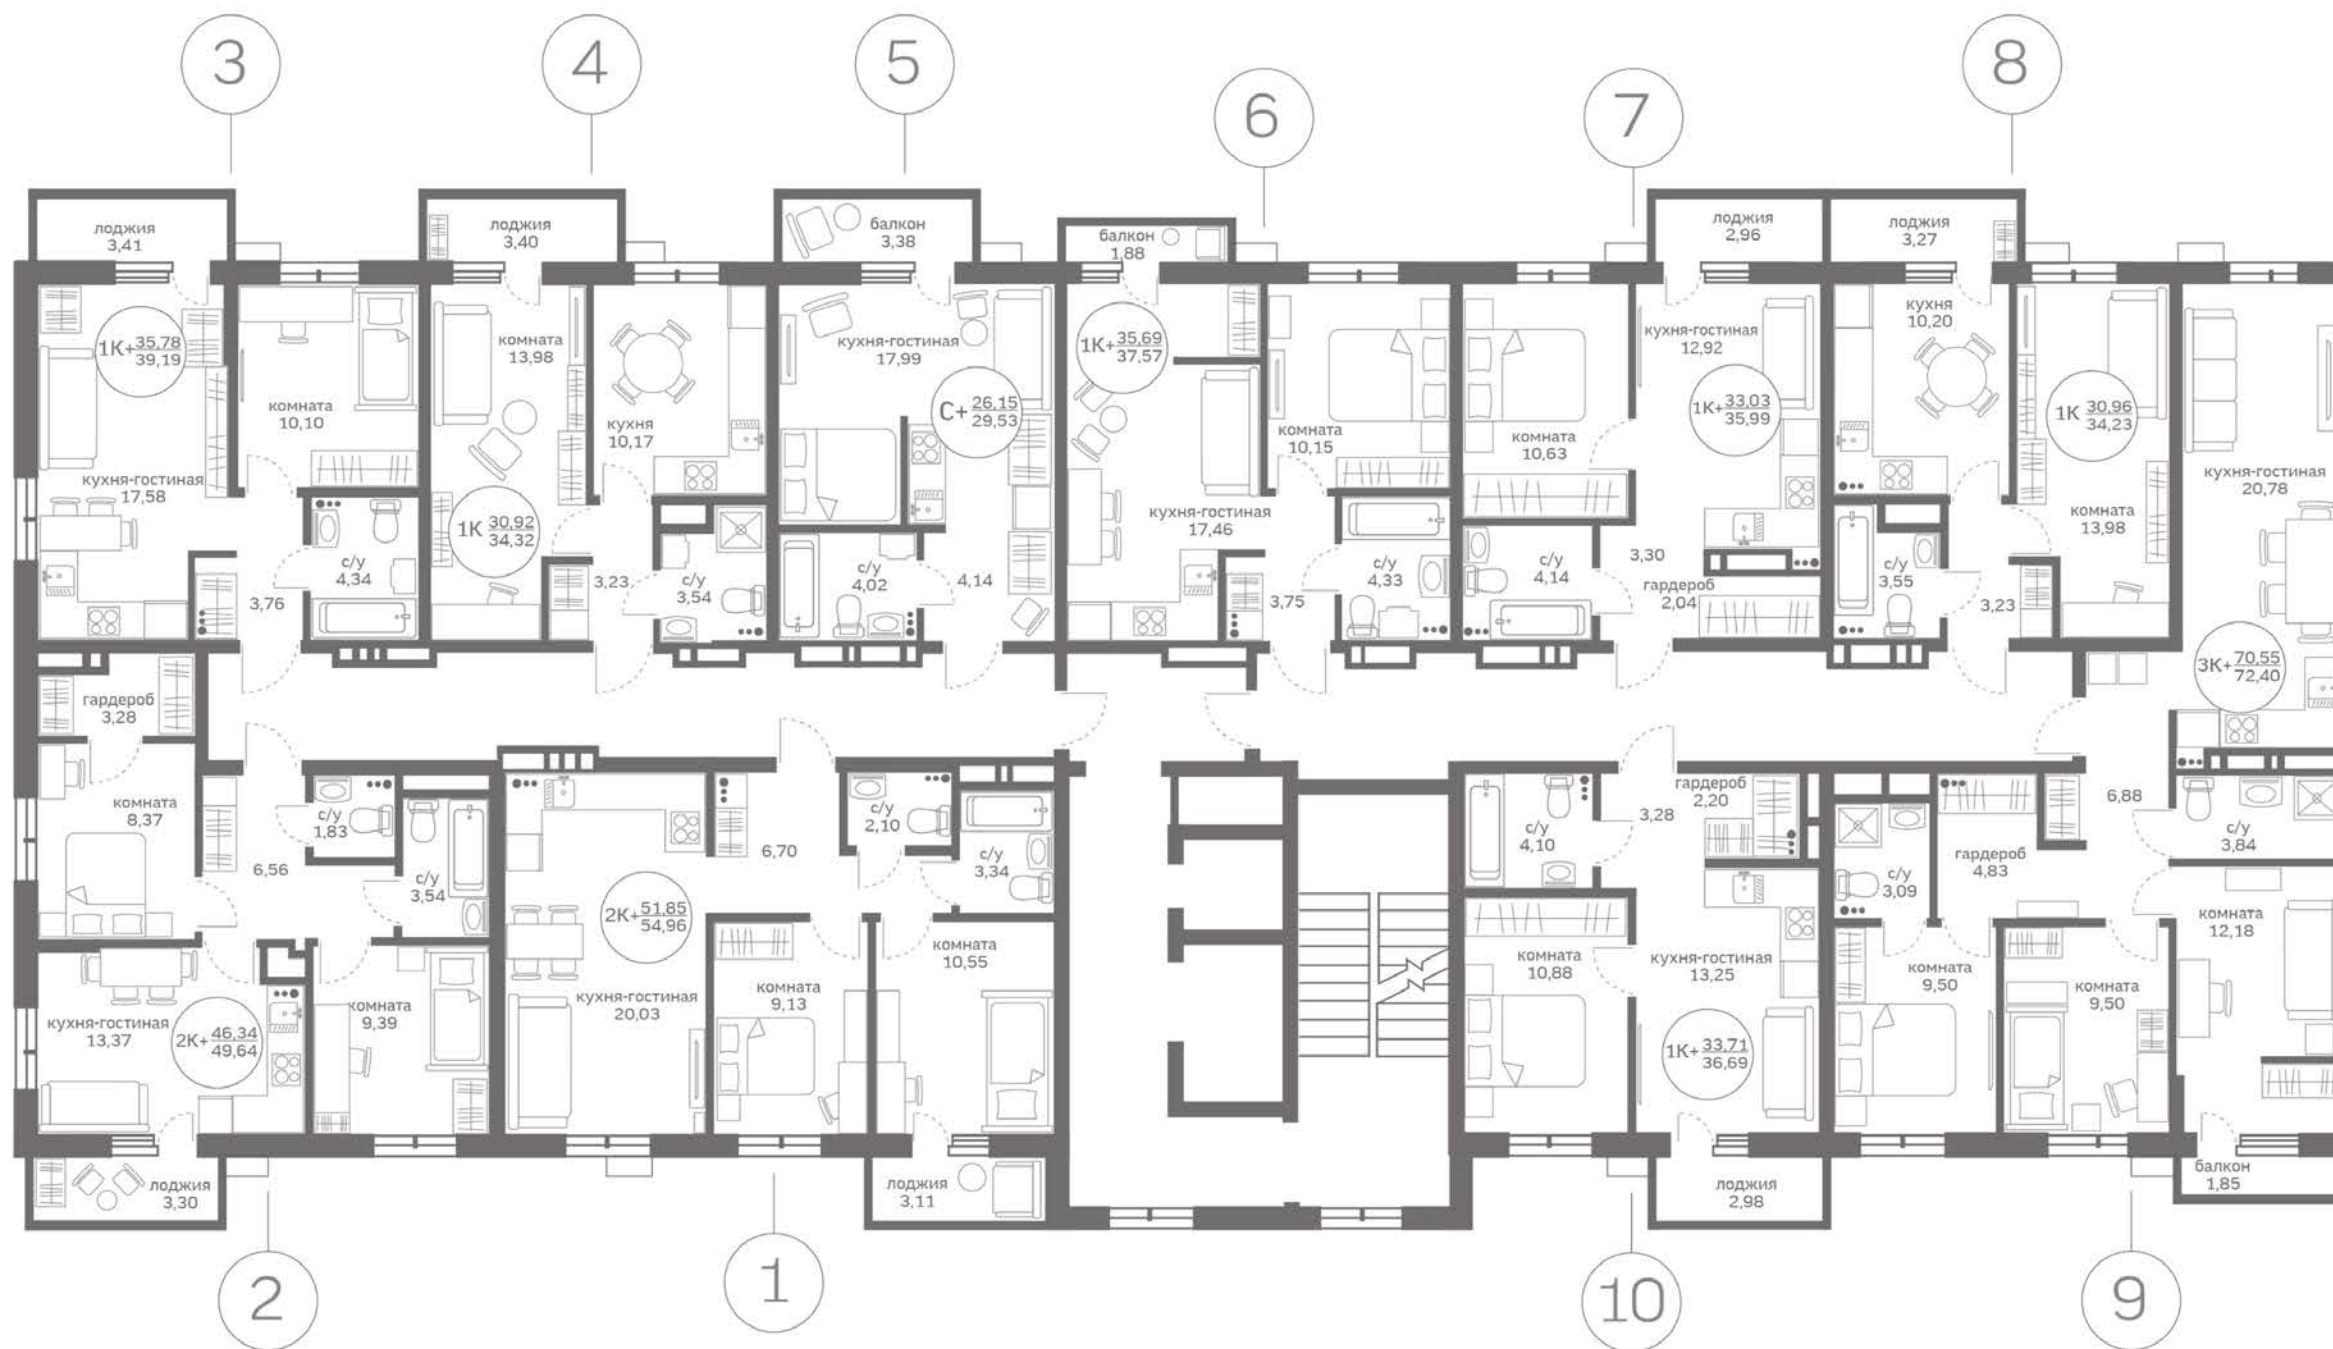 3
4
5
6
7
8
лоджия
3,41
1К+ 35,78
39,19
комната
10,10
кухня-гостиная
17,58
с/у
4,34
3,76
лоджия
3,40
комната
13,98
кухня
10,17
1К 30,92
34,32
3,23
с/у
3,54
балкон
3,38
кухня-гостиная
17,99
С+ 26,15
29,53
с/у
4,02
4,14
балкон
1,88
1К+ 35,69
37,57
комната
10,15
кухня-гостиная
17,46
с/у
4,33
3,75
лоджия
2,96
кухня-гостиная
12,92
1К+ 33,03
35,99
комната
10,63
с/у
4,14
3,30
гардероб
2,04
лоджия
3,27
кухня
10,20
1К 30,96
34,23
комната
13,98
с/у
3,55
3,23
кухня-гостиная
20,78
3К+ 70,55
72,40
гардероб
3,28
комната
8,37
с/у
1,83
6,56
с/у
3,54
кухня-гостиная
13,37
2К+ 46,34
49,64
комната
9,39
лоджия
3,30
6,70
с/у
2,10
с/у
3,34
2К+ 51,85
54,96
кухня-гостиная
20,03
комната
9,13
комната
10,55
лоджия
3,11
с/у
4,10
3,28
гардероб
2,20
комната
10,88
кухня-гостиная
13,25
1К+ 33,71
36,69
лоджия
2,98
с/у
3,09
гардероб
4,83
6,88
с/у
3,84
комната
9,50
комната
9,50
комната
12,18
балкон
1,85
2
1
10
9